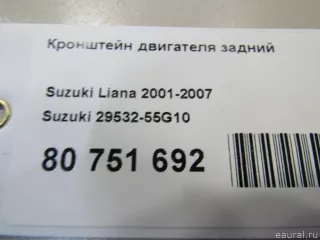 Кронштейн двигателя задний
Suzuki Liana 2001-2007
Suzuki 29532-55G10
80 751 692
eaural.ru